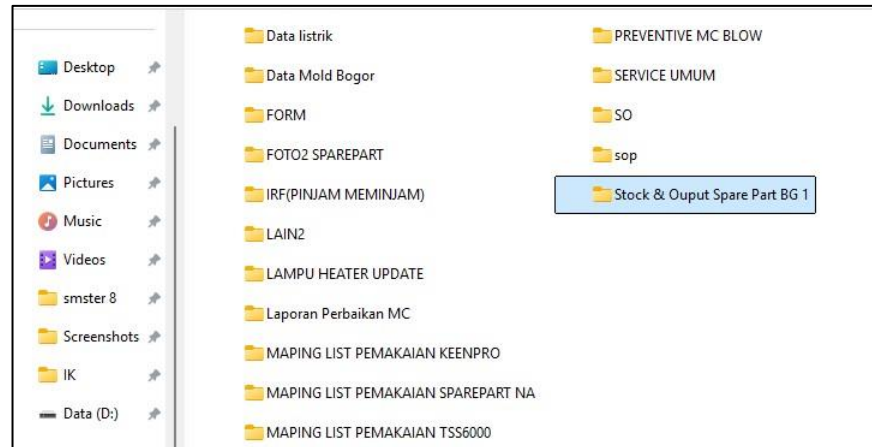 Desktop
Downloads
Documents
Pictures
Music
Videos
smster 8
Screenshots
IK
Data (D:)
Data listrik
Data Mold Bogor
FORM
FOTO2 SPAREPART
IRF(PINJAM MEMINJAM)
LAIN2
LAMPU HEATER UPDATE
Laporan Perbaikan MC
MAPING LIST PEMAKAIAN KEENPRO
MAPING LIST PEMAKAIAN SPAREPART NA
MAPING LIST PEMAKAIAN TSS6000
PREVENTIVE MC BLOW
SERVICE UMUM
SO
sop
Stock & Ouput Spare Part BG 1